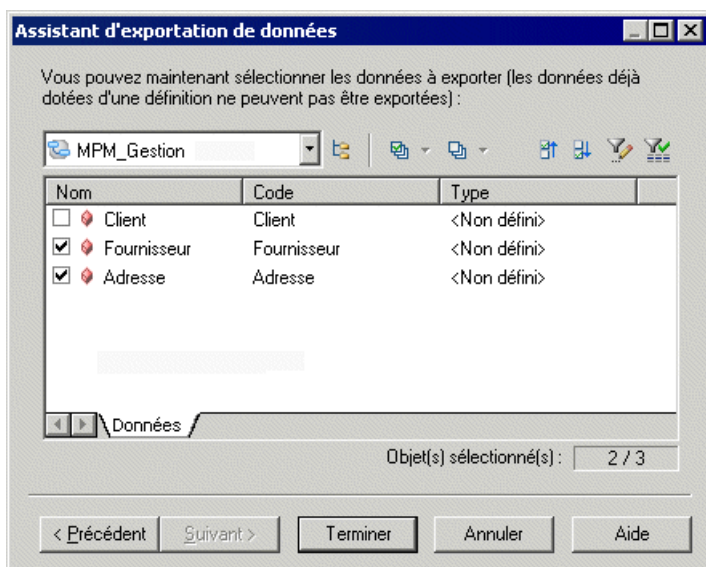 Assistant d'exportation de données
Vous pouvez maintenant sélectionner les données à exporter (les données déjà
dotées d'une définition ne peuvent pas être exportées) :
MPM_Gestion
Nom Code Type
Client Client <Non défini>
Fournisseur Fournisseur <Non défini>
Adresse Adresse <Non défini>
Données
Objet(s) sélectionné(s) : 2 / 3
< Précédent Suivant > Terminer Annuler Aide